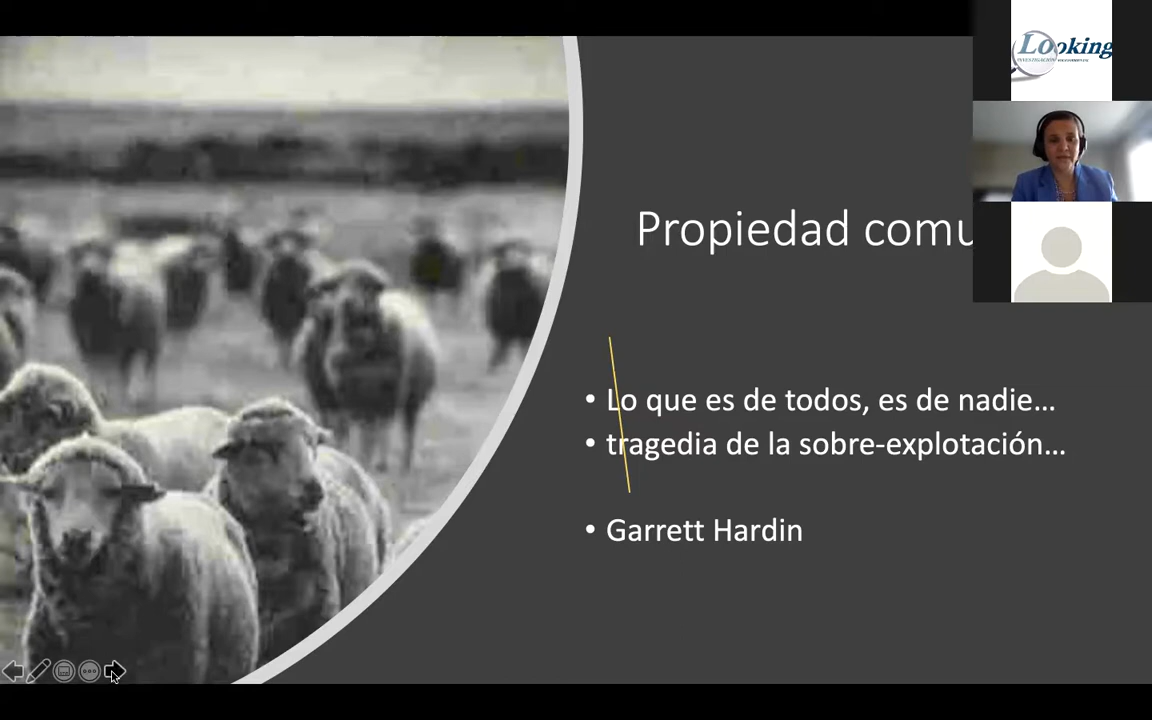 Looking
Propiedad comu
• Lo que es de todos, es de nadie...
• tragedia de la sobre-explotación...
• Garrett Hardin